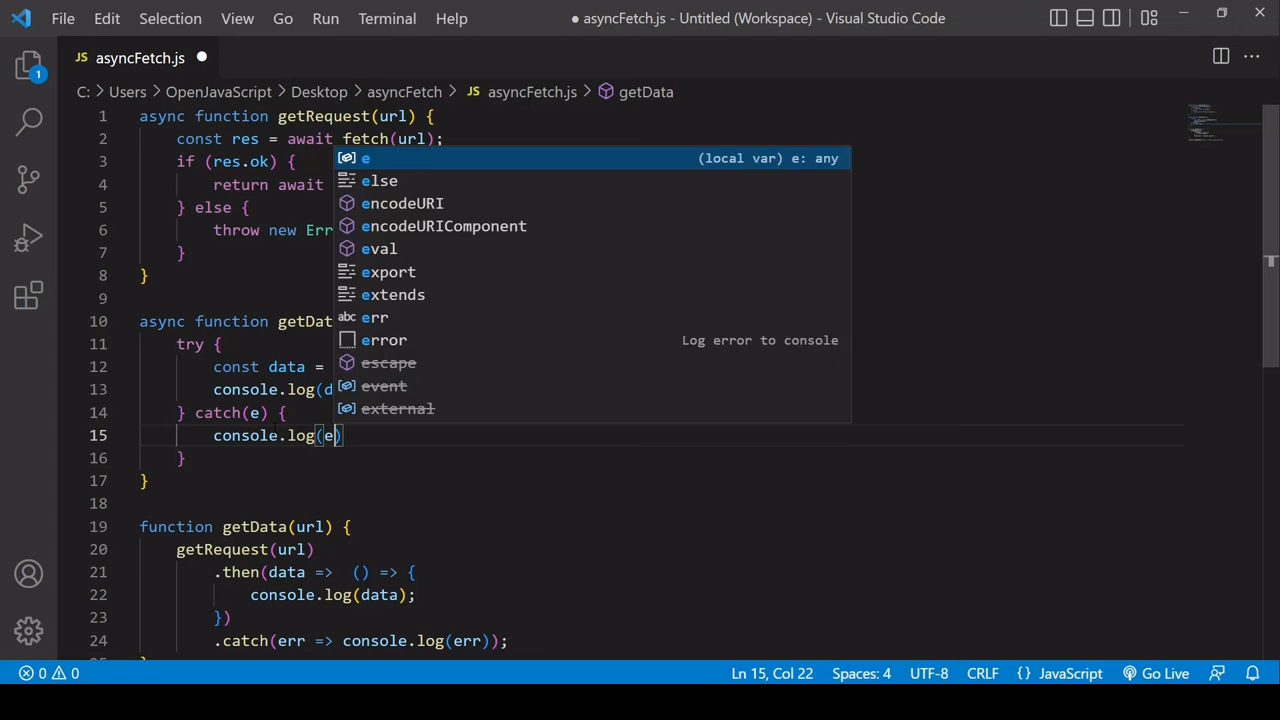 File Edit Selection View Go Run Terminal Help ● asyncFetch.js - Untitled (Workspace) - Visual Studio Code
JS asyncFetch.js
C: > Users > OpenJavaScript > Desktop > asyncFetch > JS asyncFetch.js > getData
1 async function getRequest(url) {
2 const res = await fetch(url);
3 if (res.ok) {
4 return await
5 } else {
6 throw new Err
7 }
8 }
9
10 async function getDat
11 try {
12 const data =
13 console.log(d
14 } catch(e) {
15 console.log(e)
16 }
17 }
18
19 function getData(url) {
20 getRequest(url)
21 .then(data => () => {
22 console.log(data);
23 })
24 .catch(err => console.log(err));
e (local var) e: any
else
encodeURI
encodeURIComponent
eval
export
extends
abc err
error Log error to console
escape
event
external
1
0 0 Ln 15, Col 22 Spaces: 4 UTF-8 CRLF {} JavaScript Go Live